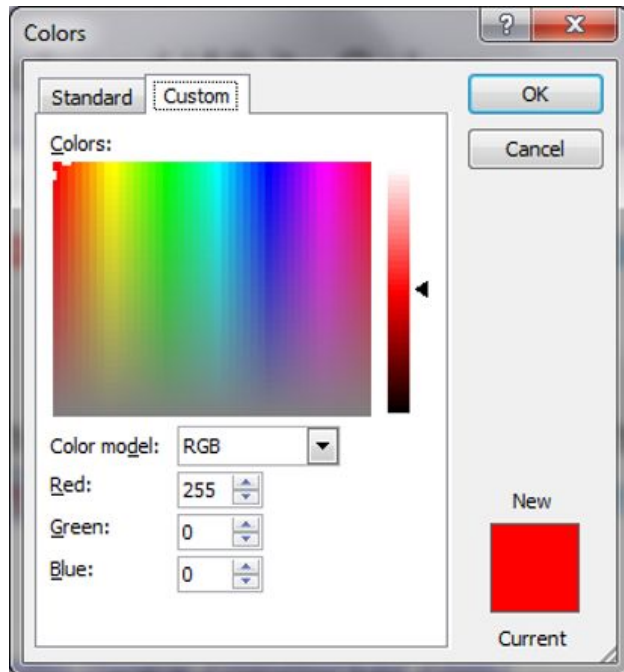 Colors
Standard Custom
OK
Colors:
Cancel
Color model: RGB
Red: 255
Green: 0
Blue: 0
New
Current